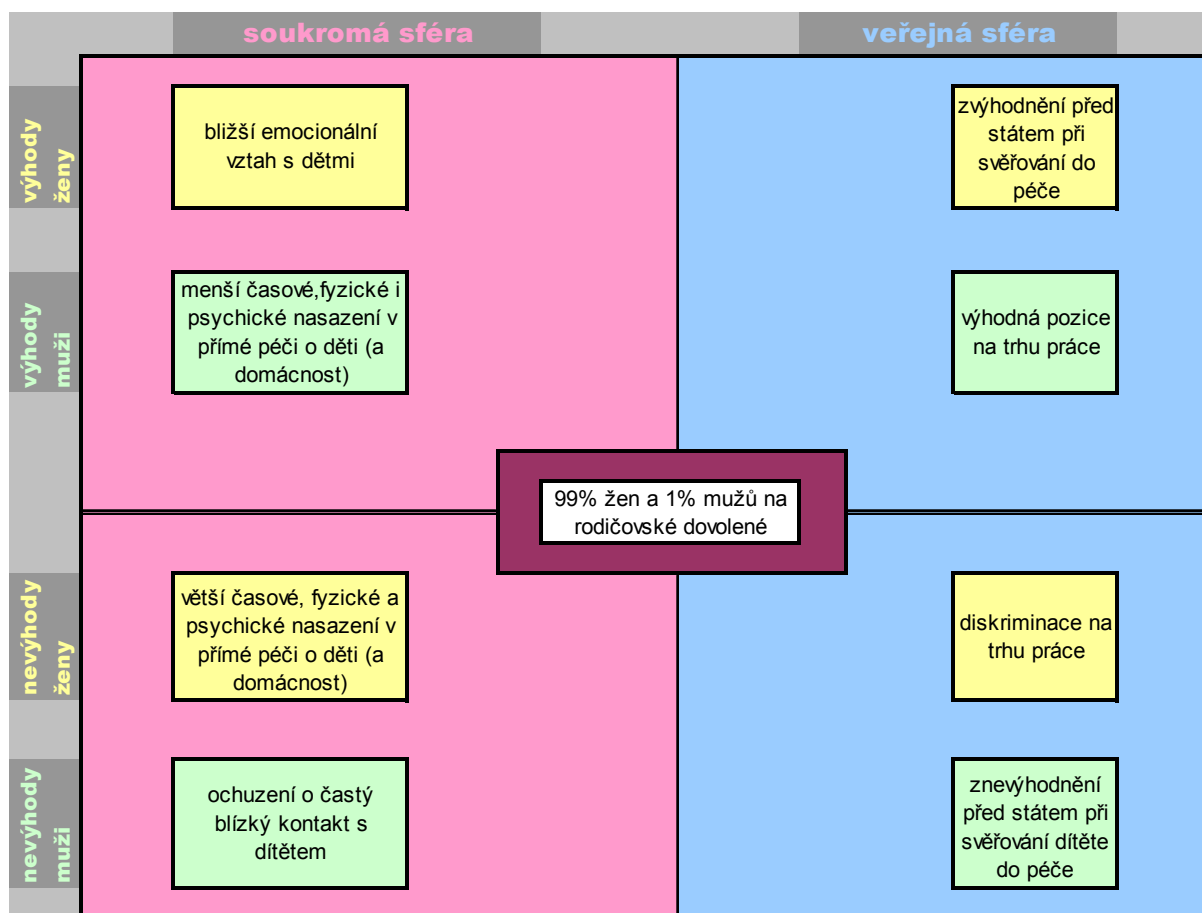 soukromá sféra
veřejná sféra
výhody
ženy
bližší emocionální
vztah s dětmi
zvýhodnění před
státem při
svěřování do
péče
výhody
muži
menší časové,fyzické i
psychické nasazení v
přímé péči o děti (a
domácnost)
výhodná pozice
na trhu práce
99% žen a 1% mužů na
rodičovské dovolené
nevýhody
ženy
větší časové, fyzické a
psychické nasazení v
přímé péči o děti (a
domácnost)
diskriminace na
trhu práce
nevýhody
muži
ochuzení o častý
blízký kontakt s
dítětem
znevýhodnění
před státem při
svěřování dítěte
do péče